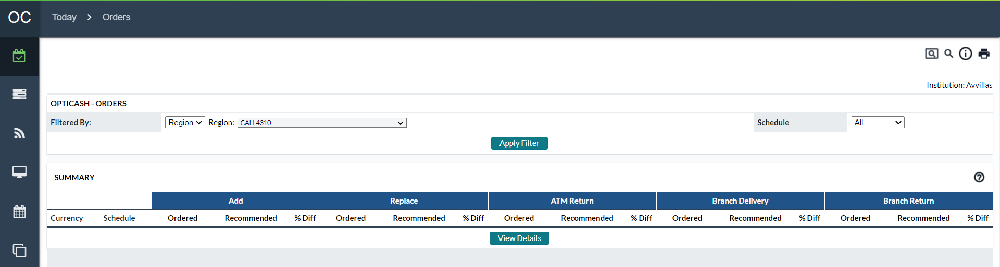 OC Today Orders
Institution: Avvillas
OPTICASH - ORDERS
Filtered By: Region Region: CALI 4310 Schedule All
Apply Filter
SUMMARY
Add Replace ATM Return Branch Delivery Branch Return
Currency Schedule Ordered Recommended % Diff Ordered Recommended % Diff Ordered Recommended % Diff Ordered Recommended % Diff Ordered Recommended % Diff
View Details